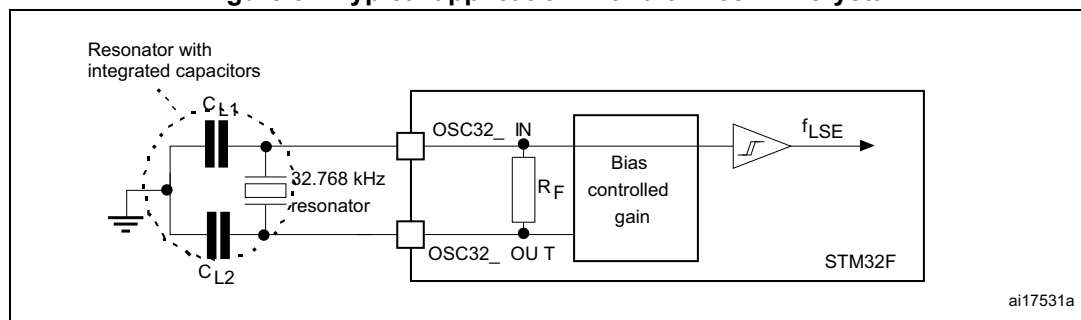 Resonator with
integrated capacitors
CL1
OSC32_ IN
fLSE
32.768 kHz
resonator
RF
Bias
controlled
gain
OSC32_ OU T
CL2
STM32F
ai17531a